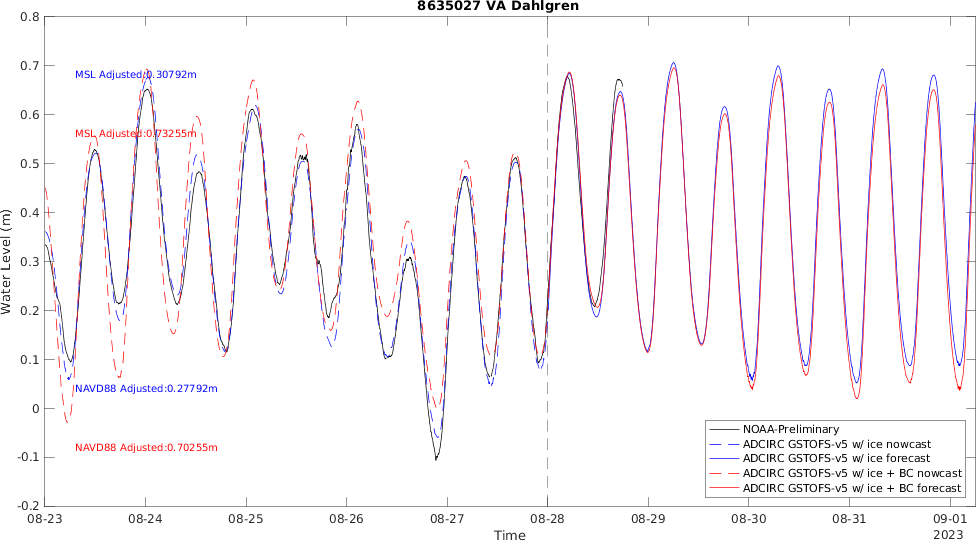 8635027 VA Dahlgren
0.8
0.7
0.6
0.5
0.4
0.3
0.2
0.1
0
-0.1
-0.2
Water Level (m)
MSL Adjusted:0.30792m
MSL Adjusted:0.73255m
NAVD88 Adjusted:0.27792m
NAVD88 Adjusted:0.70255m
NOAA-Preliminary
ADCIRC GSTOFS-v5 w/ ice nowcast
ADCIRC GSTOFS-v5 w/ ice forecast
ADCIRC GSTOFS-v5 w/ice + BC nowcast
ADCIRC GSTOFS-v5 w/ice + BC forecast
08-23 08-24 08-25 08-26 08-27 08-28 08-29 08-30 08-31 09-01
Time 2023